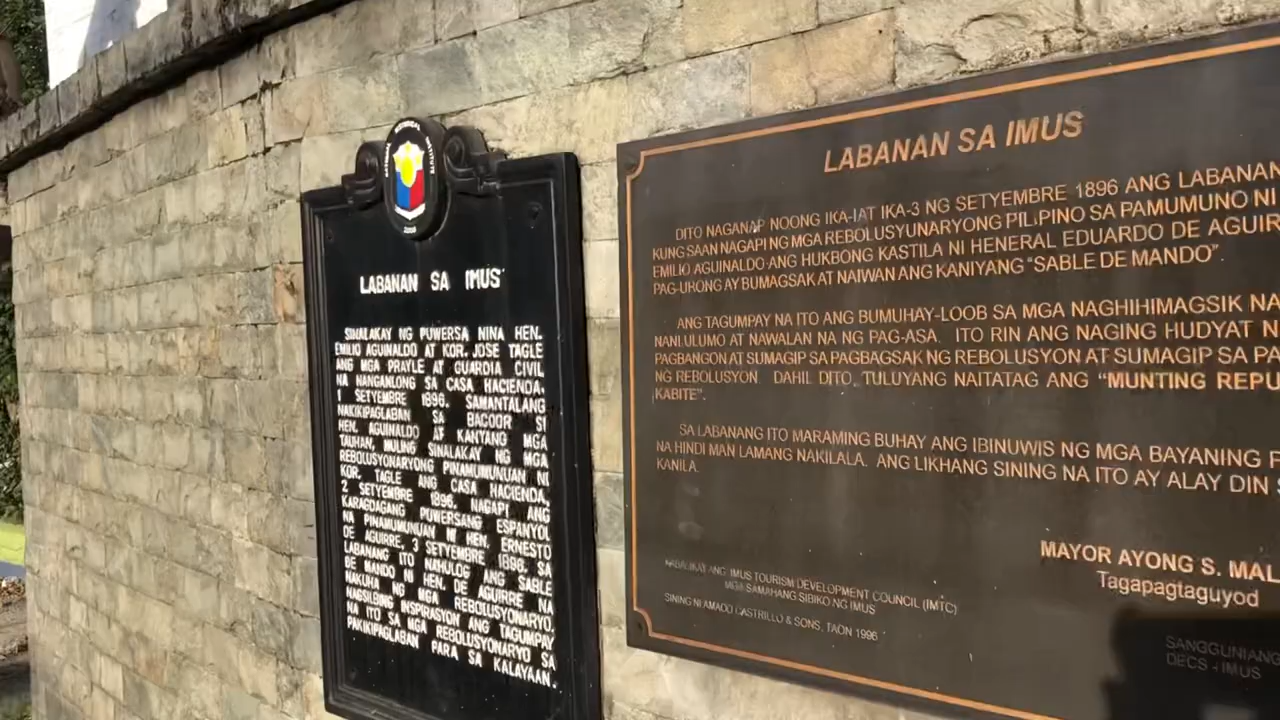 LABANAN SA IMUS
SINALAKAY NG PUWERSA NINA HEN.
EMILIO AGUINALDO AT KOR. JOSE TAGLE
ANG MGA PRAYLE AT GUARDIA CIVIL
NA NANGANLONG SA CASA HACIENDA,
1 SETYEMBRE 1896. SAMANTALANG
NAKIKIPAGLABAN SA BACOOR SI
HEN. AGUINALDO AT KANYANG MGA
TAUHAN, MULING SINALAKAY NG MGA
REBOLUSYONARYONG PINAMUMUNUAN NI
KOR. TAGLE ANG CASA HACIENDA,
2 SETYEMBRE 1896. NAGAPI ANG
KARAGDAGANG PUWERSANG ESPANYOL
NA PINAMUNUAN NI HEN. ERNESTO
DE AGUIRRE, 3 SETYEMBRE 1896. SA
LABANANG ITO NAHULOG ANG SABLE
DE MANDO NI HEN. DE AGUIRRE NA
NAKUHA NG MGA REBOLUSYONARYO.
NAGSILBING INSPIRASYON ANG TAGUMPAY
NA ITO SA MGA REBOLUSYONARYO SA
PAKIKIPAGLABAN PARA SA KALAYAAN.
LABANAN SA IMUS
DITO NAGANAP NOONG IKA-1AT IKA-3 NG SETYEMBRE 1896 ANG LABANAN
KUNG SAAN NAGAPI NG MGA REBOLUSYUNARYONG PILIPINO SA PAMUMUNO NI
EMILIO AGUINALDO ANG HUKBONG KASTILA NI HENERAL EDUARDO DE AGUIR
PAG-URONG AY BUMAGSAK AT NAIWAN ANG KANIYANG "SABLE DE MANDO".
ANG TAGUMPAY NA ITO ANG BUMUHAY-LOOB SA MGA NAGHIHIMAGSIK NA
NANLULUMO AT NAWALAN NA NG PAG-ASA. ITO RIN ANG NAGING HUDYAT N
PAGBANGON AT SUMAGIP SA PAGBAGSAK NG REBOLUSYON AT SUMAGIP SA PA
NG REBOLUSYON. DAHIL DITO, TULUYANG NAITATAG ANG "MUNTING REPU
KABITE".
SA LABANANG ITO MARAMING BUHAY ANG IBINUWIS NG MGA BAYANING P
NA HINDI MAN LAMANG NAKILALA. ANG LIKHANG SINING NA ITO AY ALAY DIN S
KANILA.
MAYOR AYONG S. MAL
Tagapagtaguyod
ANG: IMUS TOURISM DEVELOPMENT COUNCIL (IMTC)
MGA SAMAHANG SIBIKO NG IMUS
SINING NI AMADO CASTRILLO & SONS, TAON 1996
SANGGUNIANG
DECS - IMUS